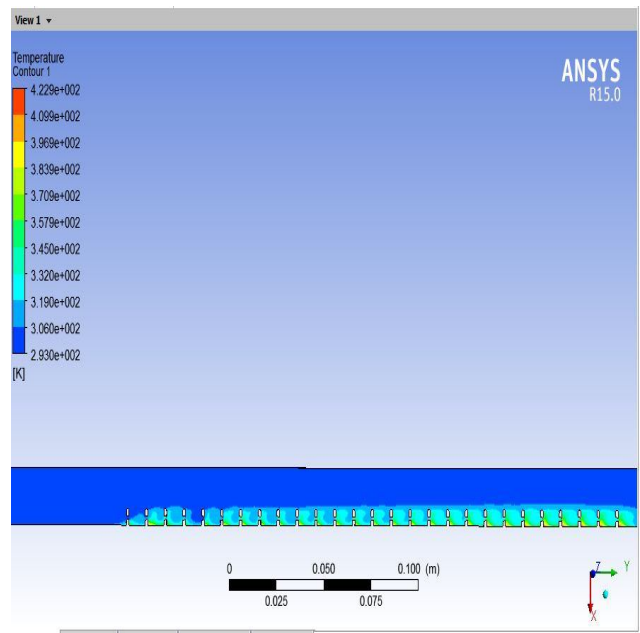 View 1
Temperature
Contour 1
4.229e+002
4.099e+002
3.969e+002
3.839e+002
3.709e+002
3.579e+002
3.450e+002
3.320e+002
3.190e+002
3.060e+002
2.930e+002
[K]
ANSYS
R15.0
0 0.050 0.100 (m)
0.025 0.075
Z Y
X